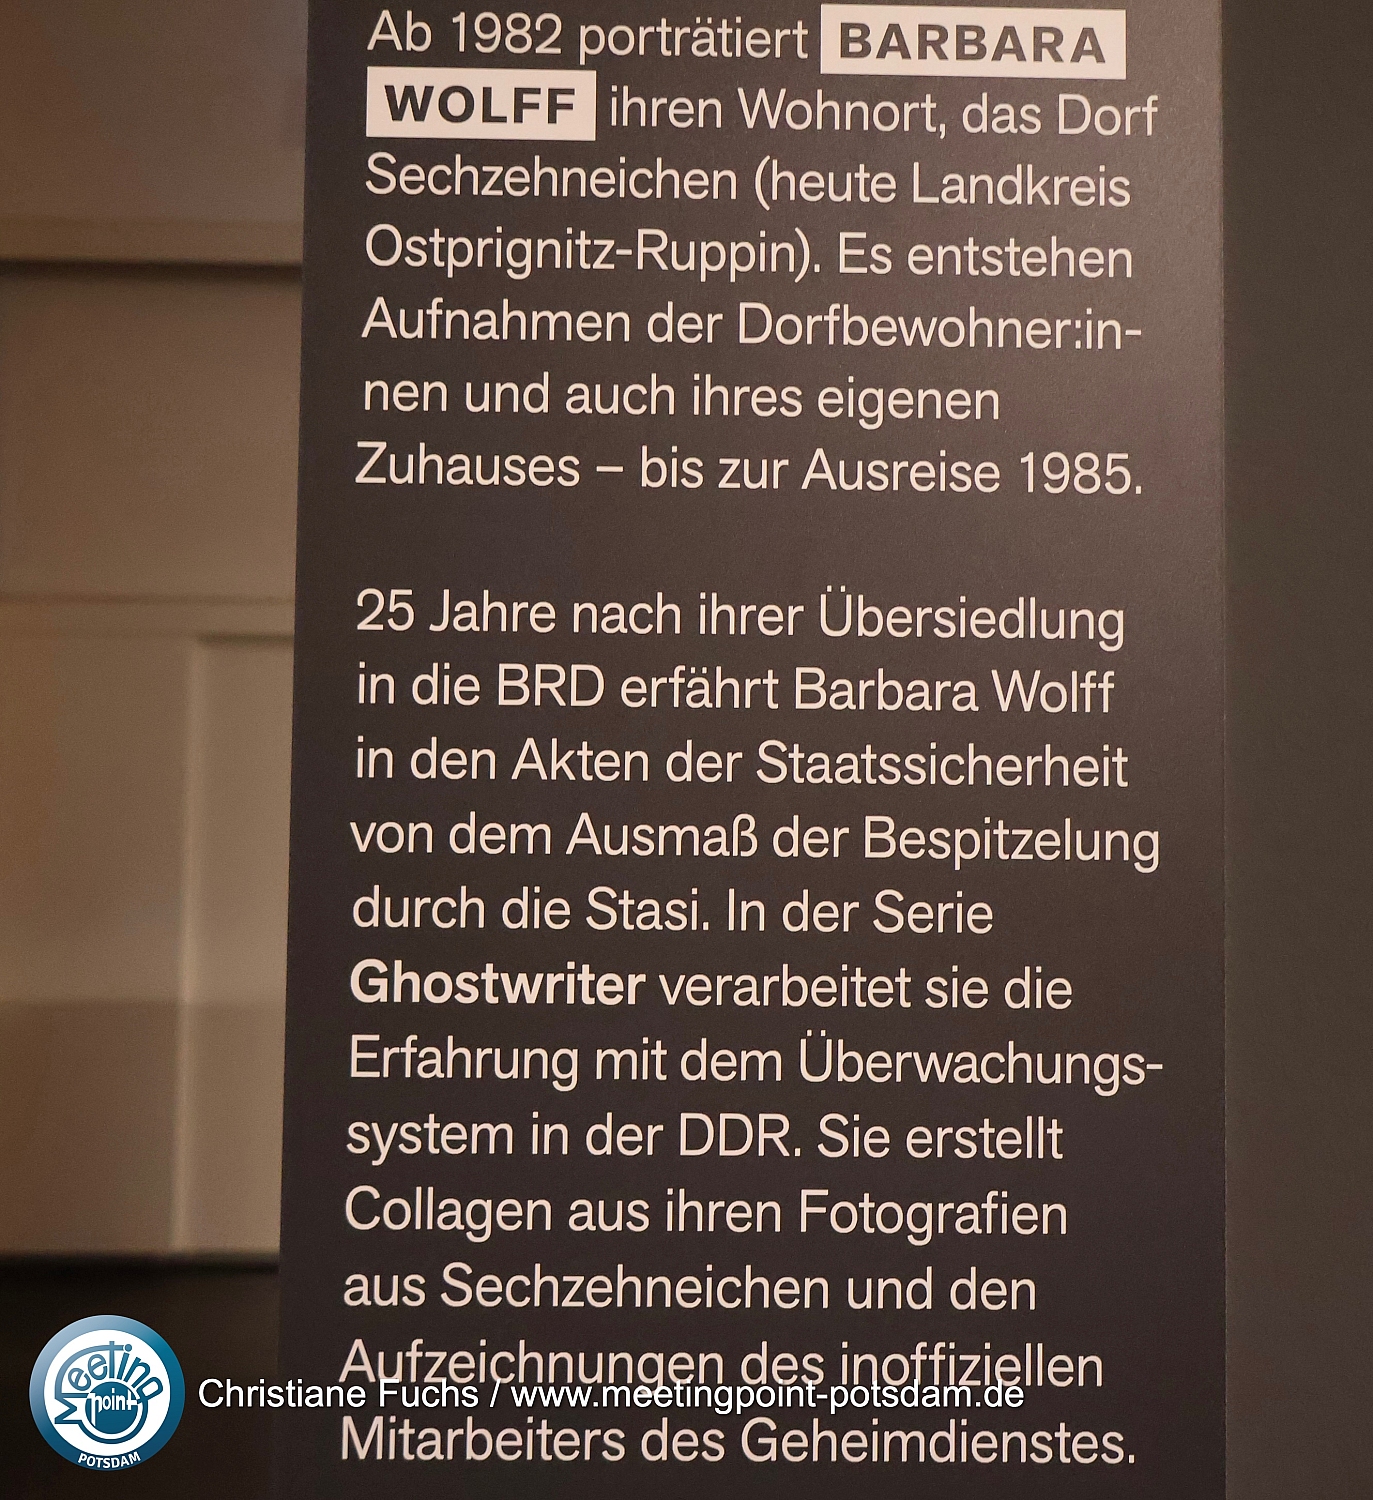 Ab 1982 porträtiert BARBARA
WOLFF ihren Wohnort, das Dorf
Sechzehneichen (heute Landkreis
Ostprignitz-Ruppin). Es entstehen
Aufnahmen der Dorfbewohner:in-
nen und auch ihres eigenen
Zuhauses – bis zur Ausreise 1985.
25 Jahre nach ihrer Übersiedlung
in die BRD erfährt Barbara Wolff
in den Akten der Staatssicherheit
von dem Ausmaß der Bespitzelung
durch die Stasi. In der Serie
Ghostwriter verarbeitet sie die
Erfahrung mit dem Überwachungs-
system in der DDR. Sie erstellt
Collagen aus ihren Fotografien
aus Sechzehneichen und den
Aufzeichnungen des inoffiziellen
Mitarbeiters des Geheimdienstes.
Meeting
point
POTSDAM
Christiane Fuchs / www.meetingpoint-potsdam.de